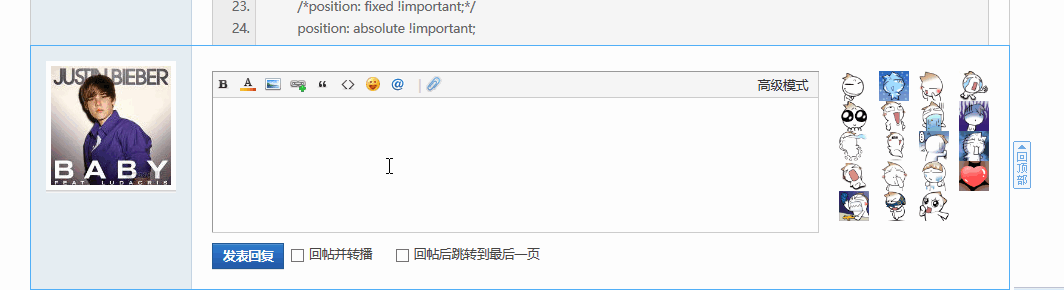 23. /*position: fixed !important;*/
24. position: absolute !important;
JUSTIN BIEBER
BABY
FEAT. LUDACRIS
B A @ 高级模式
回顶部
发表回复 回帖并转播 回帖后跳转到最后一页